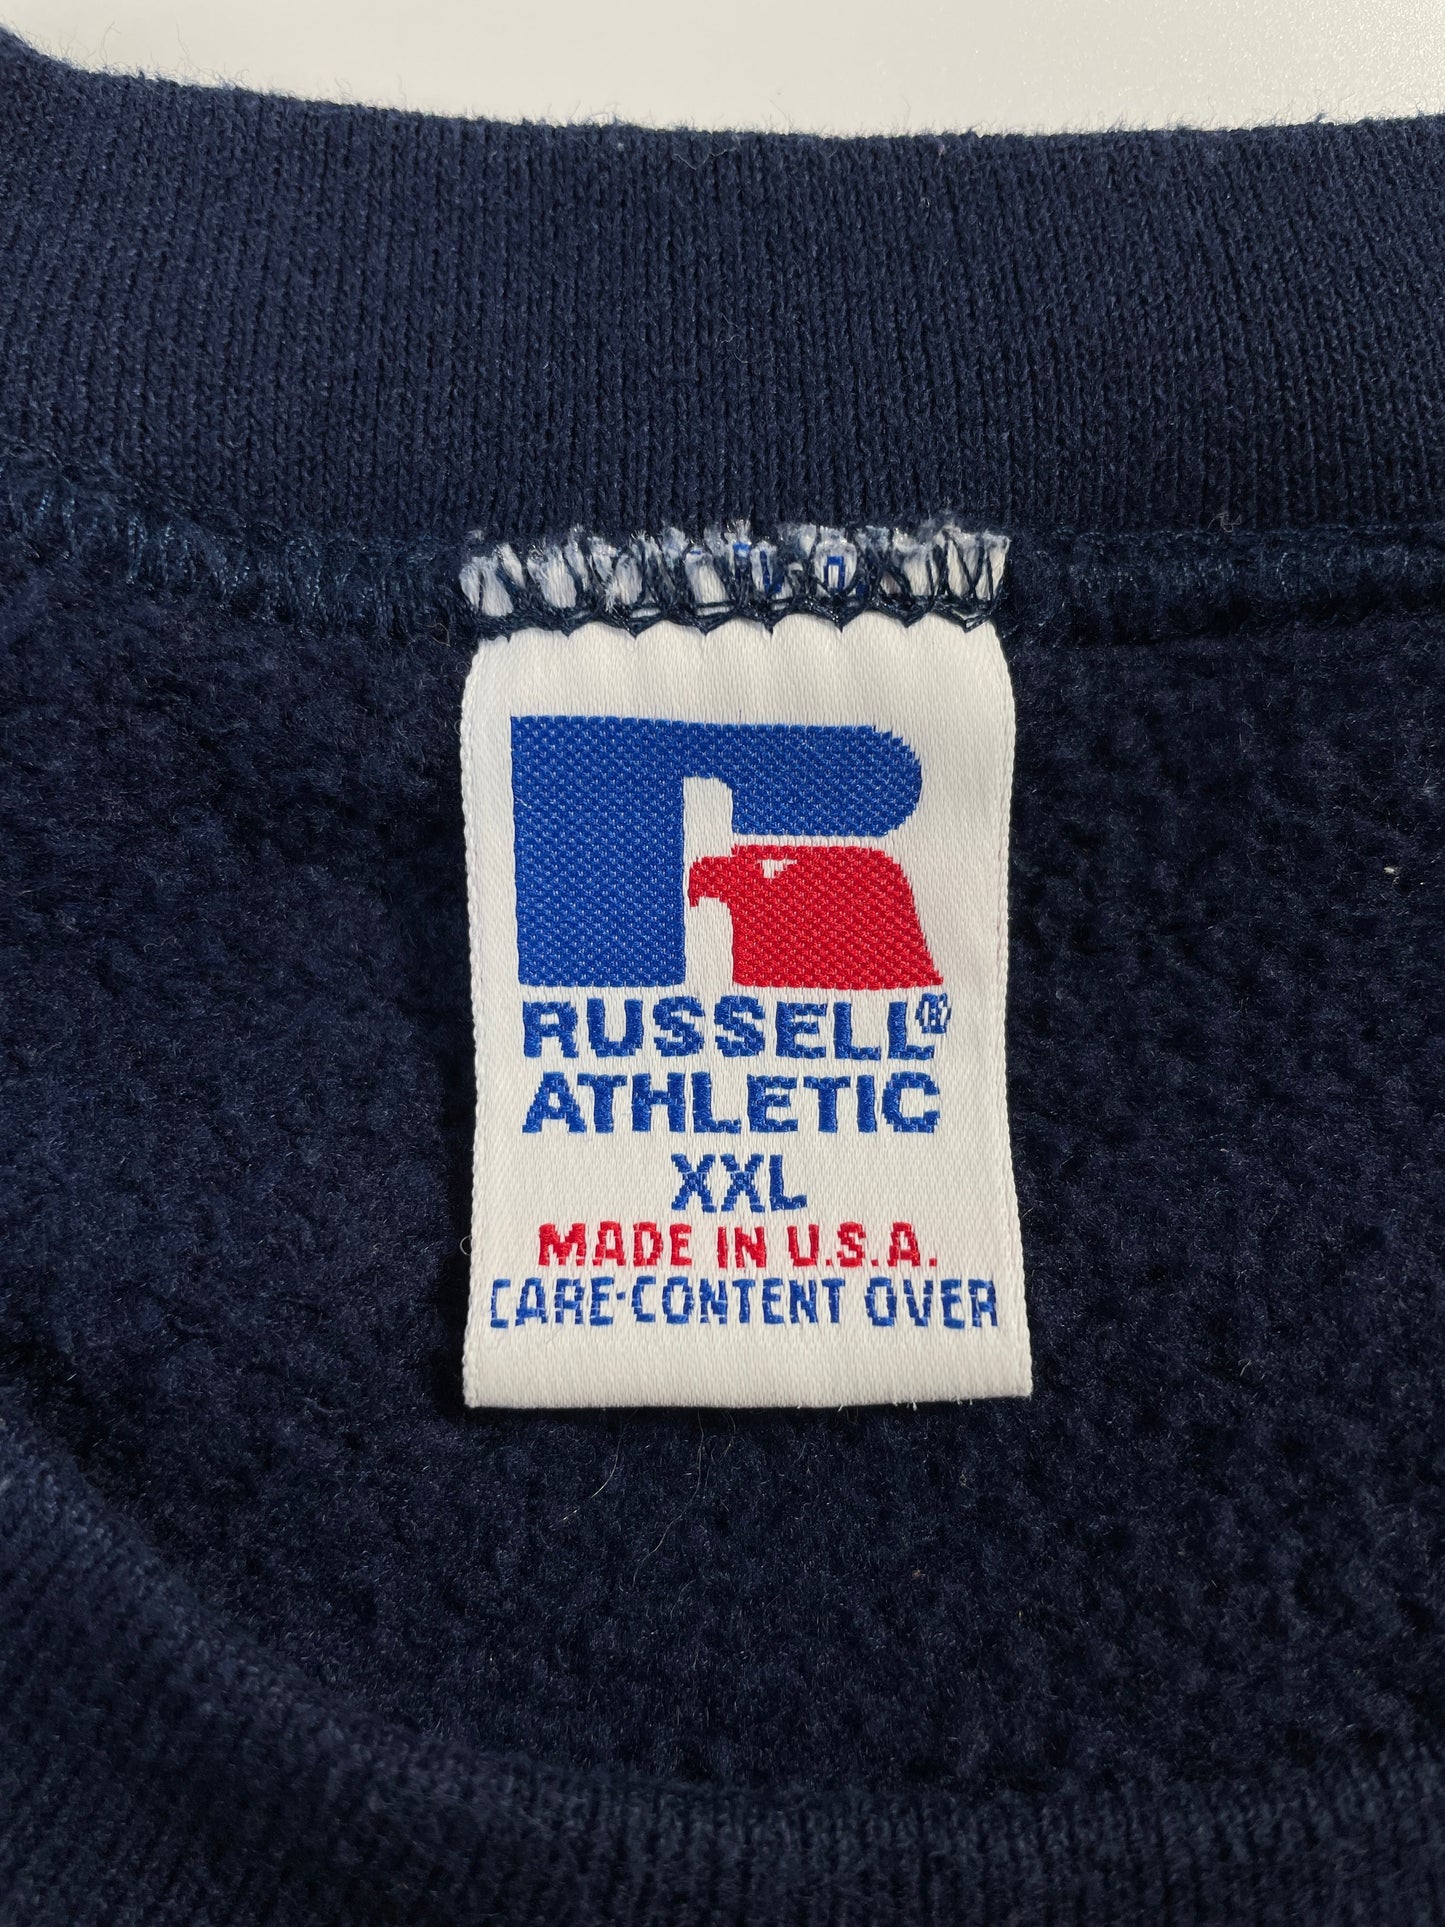 RUSSELL®
ATHLETIC
XXL
MADE IN U.S.A.
CARE-CONTENT OVER